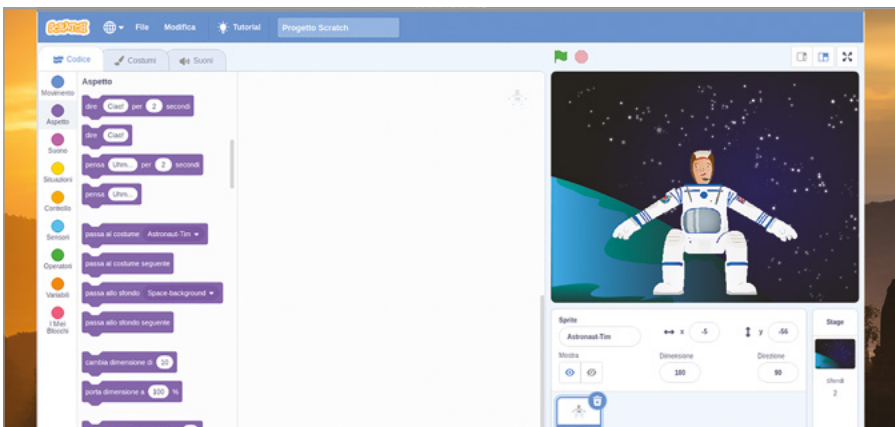 SCRATCH File Modifica Tutorial Progetto Scratch
Codice Costumi Suoni
Movimento
Aspetto
Suono
Situazioni
Controllo
Sensori
Operatori
Variabili
I Miei
Blocchi
Aspetto
dire Ciao! per 2 secondi
dire Ciao!
pensa Uhm... per 2 secondi
pensa Uhm...
passa al costume Astronaut-Tim
passa al costume seguente
passa allo sfondo Space-background
passa allo sfondo seguente
cambia dimensione di 10
porta dimensione a 100 %
Sprite
Astronaut-Tim x -5 y -56
Mostra Dimensione Direzione
100 90
Stage
Sfondi
2